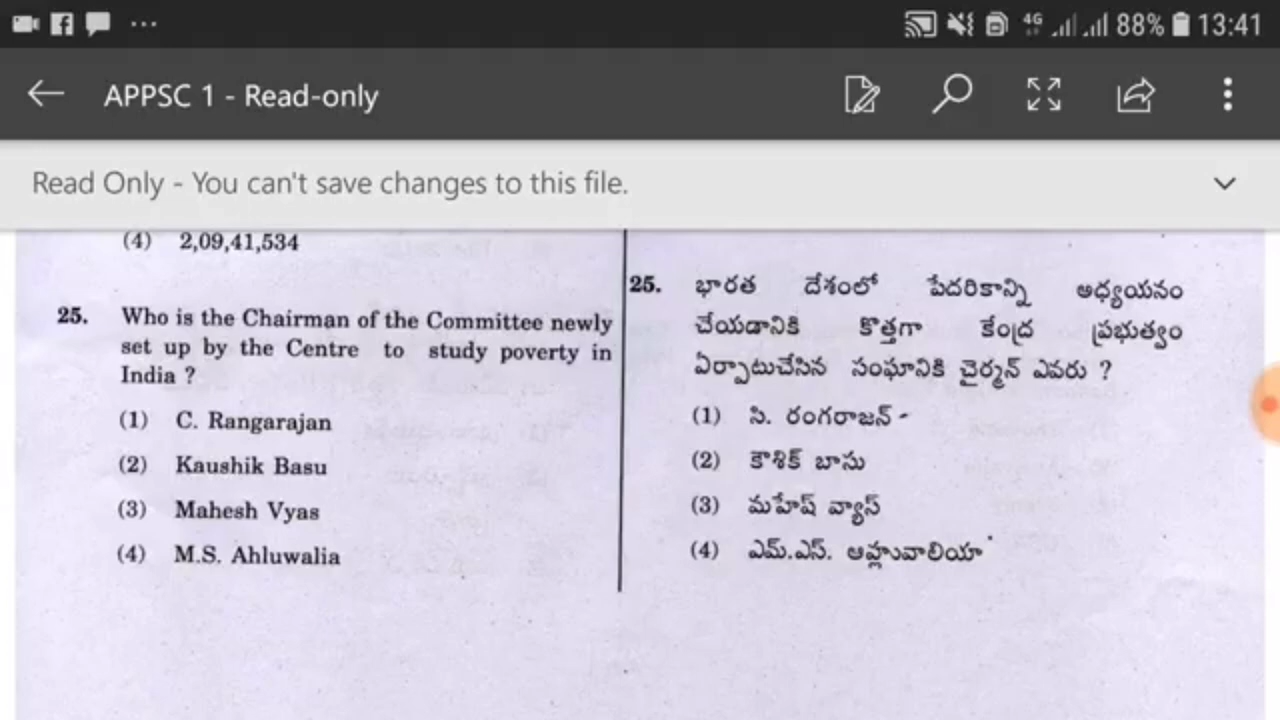 4G 88% 13:41
APPSC 1 - Read-only
Read Only - You can't save changes to this file.
(4) 2,09,41,534
25. Who is the Chairman of the Committee newly
set up by the Centre to study poverty in
India ?
(1) C. Rangarajan
(2) Kaushik Basu
(3) Mahesh Vyas
(4) M.S. Ahluwalia
25. భారత దేశంలో పేదరికాన్ని అధ్యయనం
చేయడానికి కొత్తగా కేంద్ర ప్రభుత్వం
ఏర్పాటుచేసిన సంఘానికి చైర్మన్ ఎవరు ?
(1) సి. రంగరాజన్
(2) కౌశిక్ బాసు
(3) మహేష్ వ్యాస్
(4) ఎమ్.ఎస్. ఆహ్లువాలియా